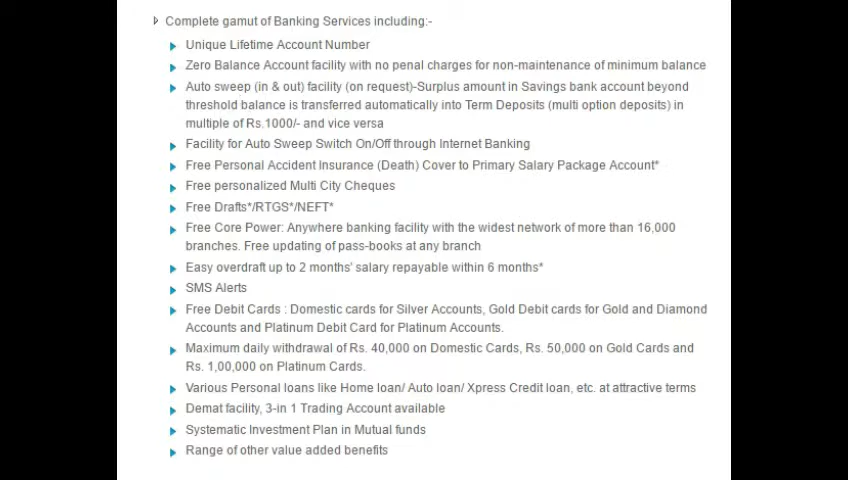 Complete gamut of Banking Services including:-
Unique Lifetime Account Number
Zero Balance Account facility with no penal charges for non-maintenance of minimum balance
Auto sweep (in & out) facility (on request)-Surplus amount in Savings bank account beyond
threshold balance is transferred automatically into Term Deposits (multi option deposits) in
multiple of Rs.1000/- and vice versa
Facility for Auto Sweep Switch On/Off through Internet Banking
Free Personal Accident Insurance (Death) Cover to Primary Salary Package Account*
Free personalized Multi City Cheques
Free Drafts*/RTGS*/NEFT*
Free Core Power: Anywhere banking facility with the widest network of more than 16,000
branches. Free updating of pass-books at any branch
Easy overdraft up to 2 months' salary repayable within 6 months*
SMS Alerts
Free Debit Cards : Domestic cards for Silver Accounts, Gold Debit cards for Gold and Diamond
Accounts and Platinum Debit Card for Platinum Accounts.
Maximum daily withdrawal of Rs. 40,000 on Domestic Cards, Rs. 50,000 on Gold Cards and
Rs. 1,00,000 on Platinum Cards.
Various Personal loans like Home loan/ Auto loan/ Xpress Credit loan, etc. at attractive terms
Demat facility, 3-in 1 Trading Account available
Systematic Investment Plan in Mutual funds
Range of other value added benefits